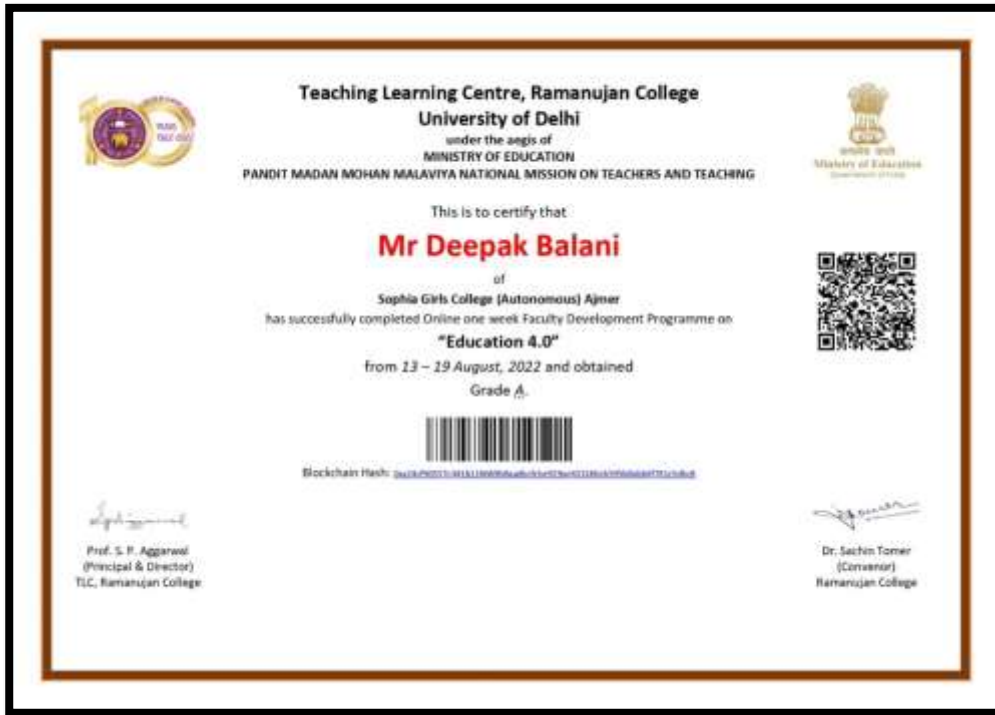 Teaching Learning Centre, Ramanujan College
University of Delhi
under the aegis of
MINISTRY OF EDUCATION
PANDIT MADAN MOHAN MALAVIYA NATIONAL MISSION ON TEACHERS AND TEACHING
Ministry of Education
This is to certify that
Mr Deepak Balani
of
Sophia Girls College (Autonomous) Ajmer
has successfully completed Online one week Faculty Development Programme on
"Education 4.0"
from 13 – 19 August, 2022 and obtained
Grade A.
Blockchain Hash:
Prof. S. P. Aggarwal
(Principal & Director)
TLC, Ramanujan College
Dr. Sachin Tomer
(Convenor)
Ramanujan College